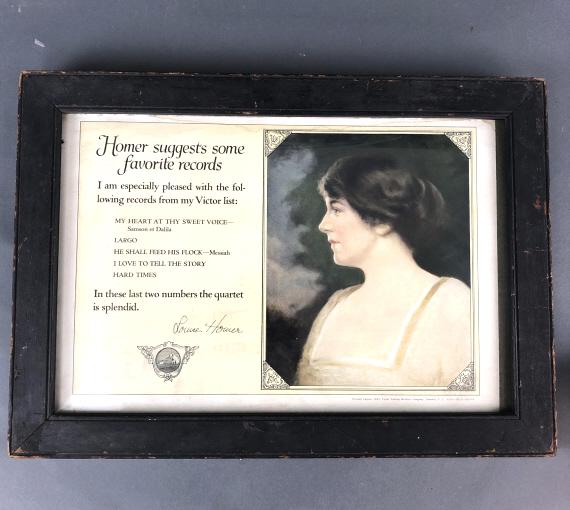 Homer suggests some
favorite records
I am especially pleased with the fol-
lowing records from my Victor list:
MY HEART AT THY SWEET VOICE—
Samson et Dalila
LARGO
HE SHALL FEED HIS FLOCK—Messiah
I LOVE TO TELL THE STORY
HARD TIMES
In these last two numbers the quartet
is splendid.
Louise Homer